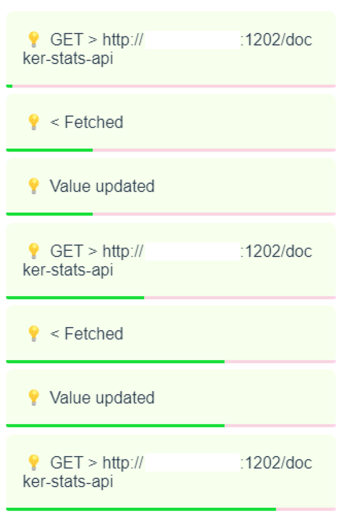 💡 GET > http:// :1202/doc
ker-stats-api
💡 < Fetched
💡 Value updated
💡 GET > http:// :1202/doc
ker-stats-api
💡 < Fetched
💡 Value updated
💡 GET > http:// :1202/doc
ker-stats-api